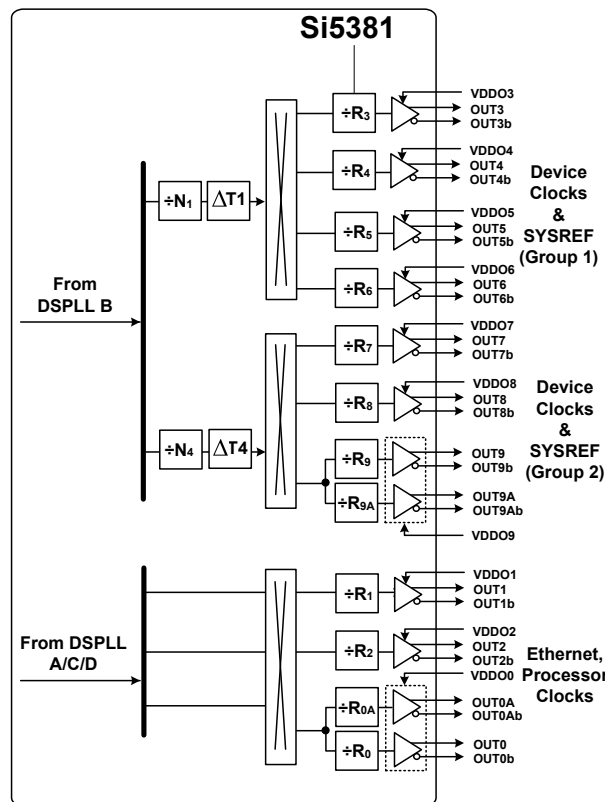 Si5381
÷R3
VDDO3
OUT3
OUT3b
÷R4
VDDO4
OUT4
OUT4b
÷N1
ΔT1
÷R5
VDDO5
OUT5
OUT5b
÷R6
VDDO6
OUT6
OUT6b
Device
Clocks
&
SYSREF
(Group 1)
From
DSPLL B
÷R7
VDDO7
OUT7
OUT7b
÷R8
VDDO8
OUT8
OUT8b
÷N4
ΔT4
÷R9
OUT9
OUT9b
÷R9A
OUT9A
OUT9Ab
VDDO9
Device
Clocks
&
SYSREF
(Group 2)
÷R1
VDDO1
OUT1
OUT1b
From DSPLL
A/C/D
÷R2
VDDO2
OUT2
OUT2b
VDDO0
÷R0A
OUT0A
OUT0Ab
÷R0
OUT0
OUT0b
Ethernet,
Processor
Clocks